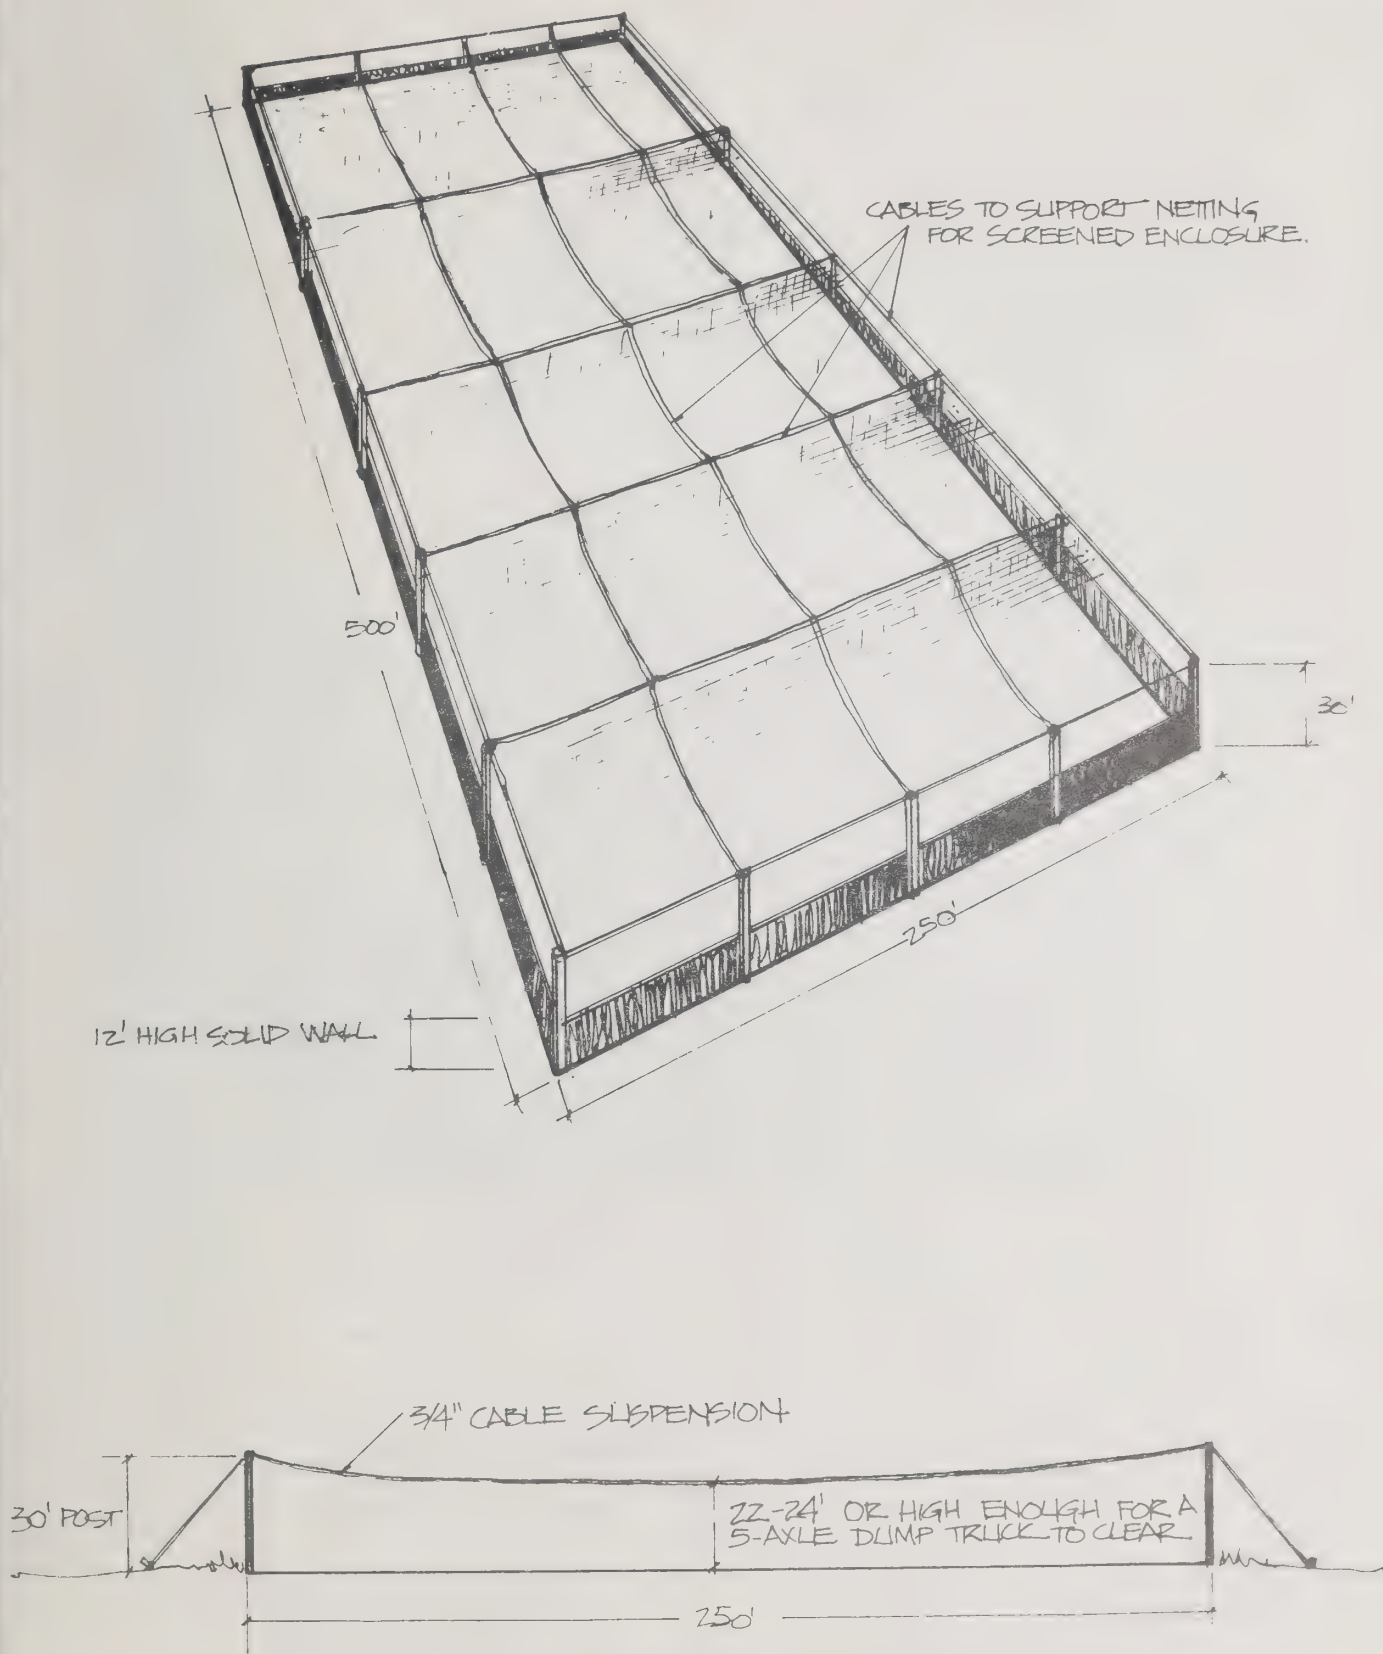 CABLES TO SUPPORT NETTING
FOR SCREENED ENCLOSURE.
500'
30'
250'
12' HIGH SOLID WALL
3/4" CABLE SUSPENSION
30' POST
22-24' OR HIGH ENOUGH FOR A
5-AXLE DUMP TRUCK TO CLEAR
250'